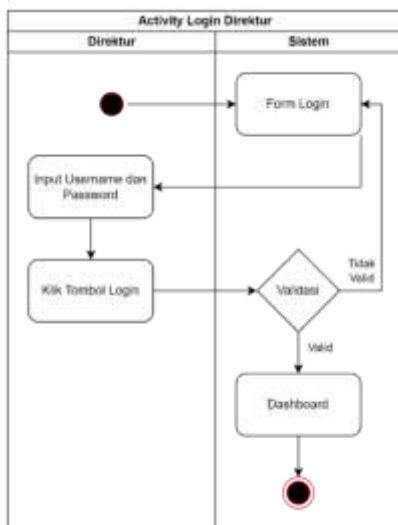 Activity Login Direktur
Direktur
Sistem
Form Login
Input Username dan
Password
Klik Tombol Login
Validasi
Tidak
Valid
Valid
Dashboard